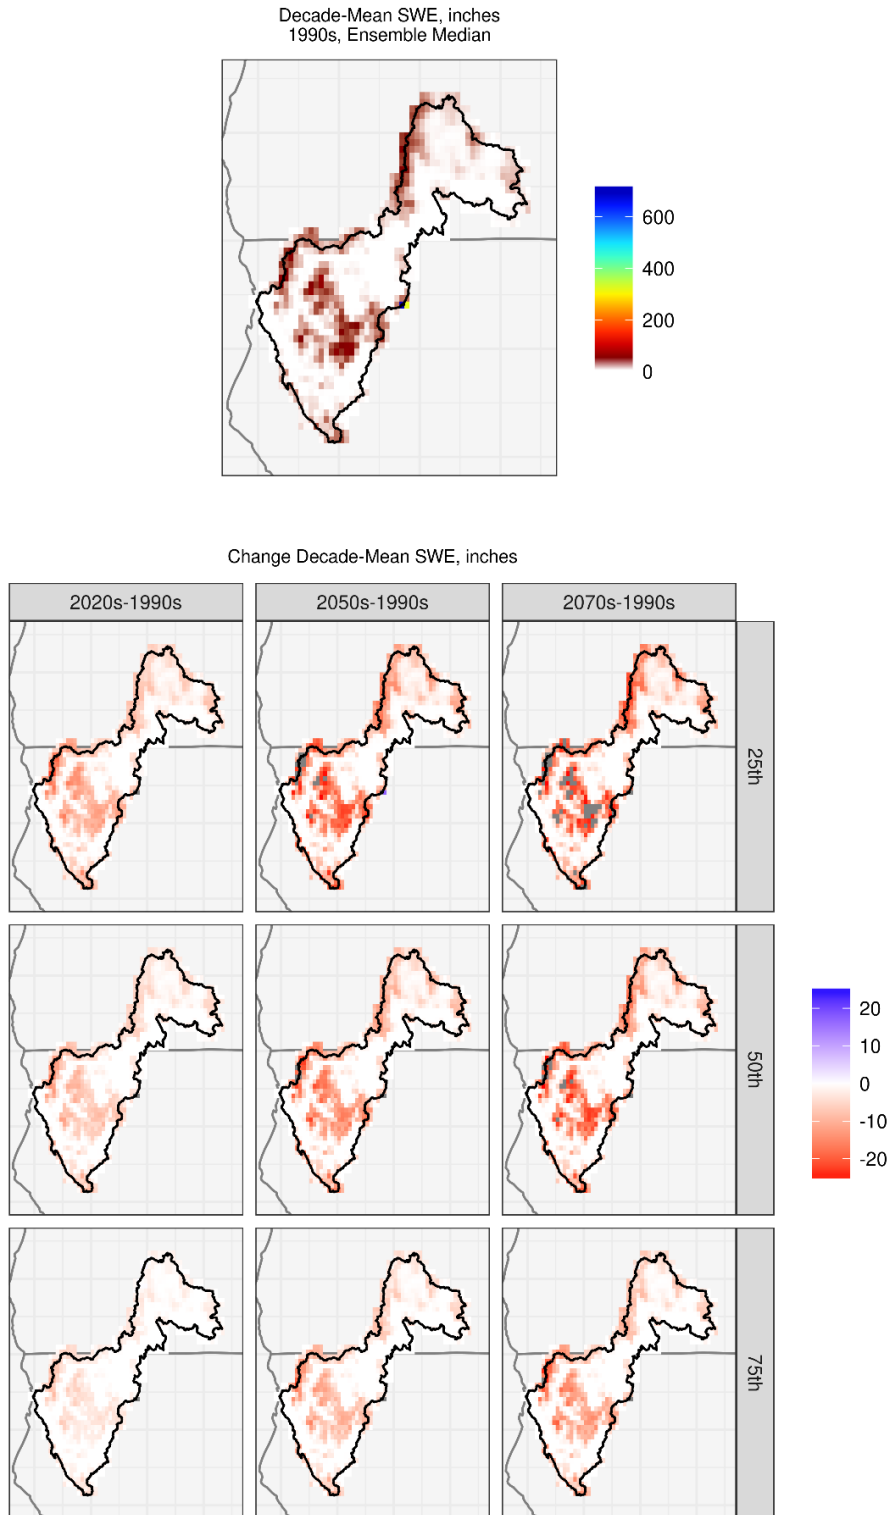 Decade-Mean SWE, inches
1990s, Ensemble Median
600
400
200
0
Change Decade-Mean SWE, inches
2020s-1990s
2050s-1990s
2070s-1990s
25th
50th
75th
20
10
0
-10
-20